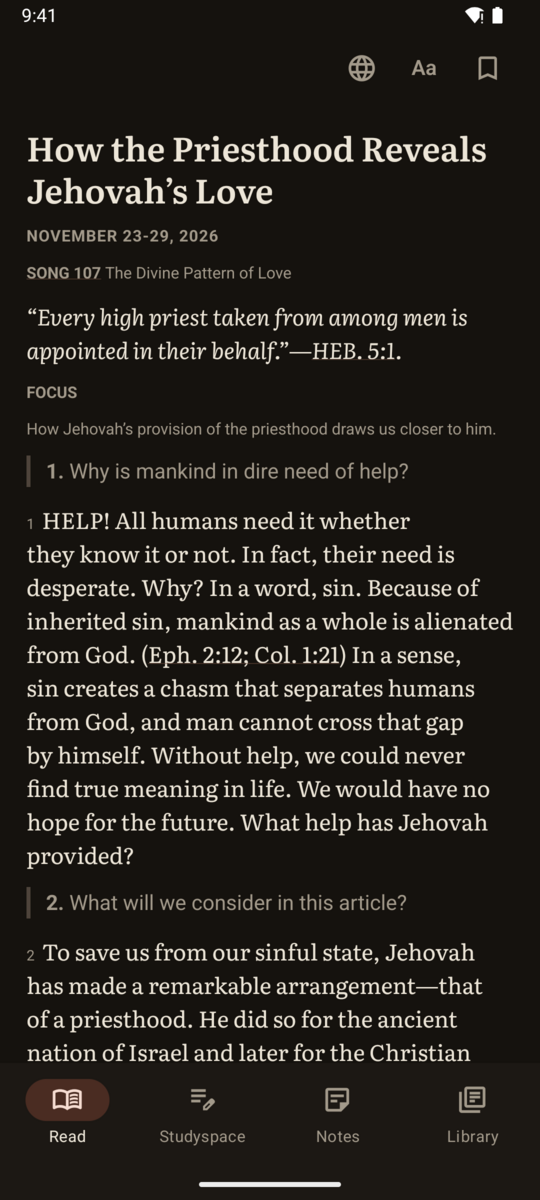 9:41
Aa
How the Priesthood Reveals
Jehovah’s Love
NOVEMBER 23-29, 2026
SONG 107 The Divine Pattern of Love
“Every high priest taken from among men is
appointed in their behalf.”—HEB. 5:1.
FOCUS
How Jehovah’s provision of the priesthood draws us closer to him.
1. Why is mankind in dire need of help?
1 HELP! All humans need it whether
they know it or not. In fact, their need is
desperate. Why? In a word, sin. Because of
inherited sin, mankind as a whole is alienated
from God. (Eph. 2:12; Col. 1:21) In a sense,
sin creates a chasm that separates humans
from God, and man cannot cross that gap
by himself. Without help, we could never
find true meaning in life. We would have no
hope for the future. What help has Jehovah
provided?
2. What will we consider in this article?
2 To save us from our sinful state, Jehovah
has made a remarkable arrangement—that
of a priesthood. He did so for the ancient
nation of Israel and later for the Christian
Read
Studyspace
Notes
Library